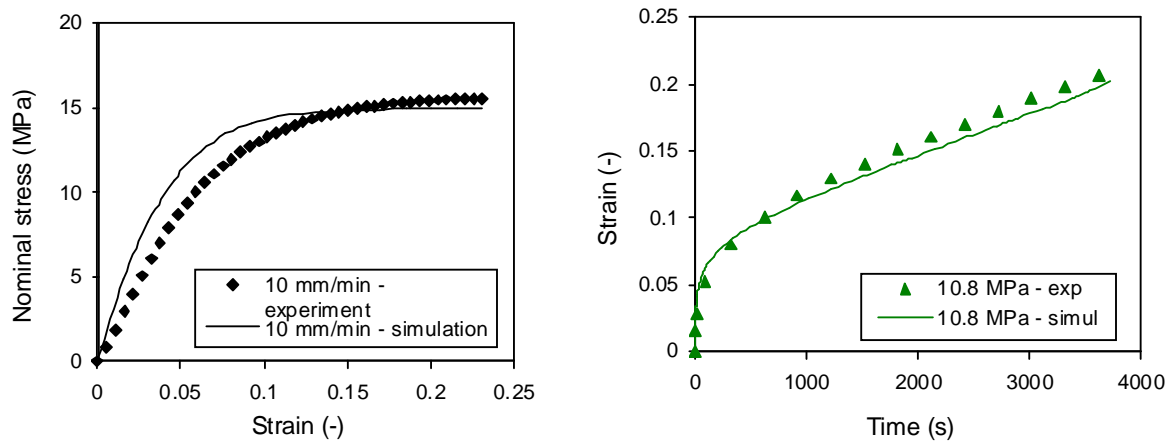 Nominal stress (MPa)
20
15
10
5
0
10 mm/min -
experiment
10 mm/min - simulation
0
0.05
0.1
0.15
0.2
0.25
Strain (-)
Strain (-)
0.25
0.2
0.15
0.1
0.05
0
10.8 MPa - exp
10.8 MPa - simul
0
1000
2000
3000
4000
Time (s)